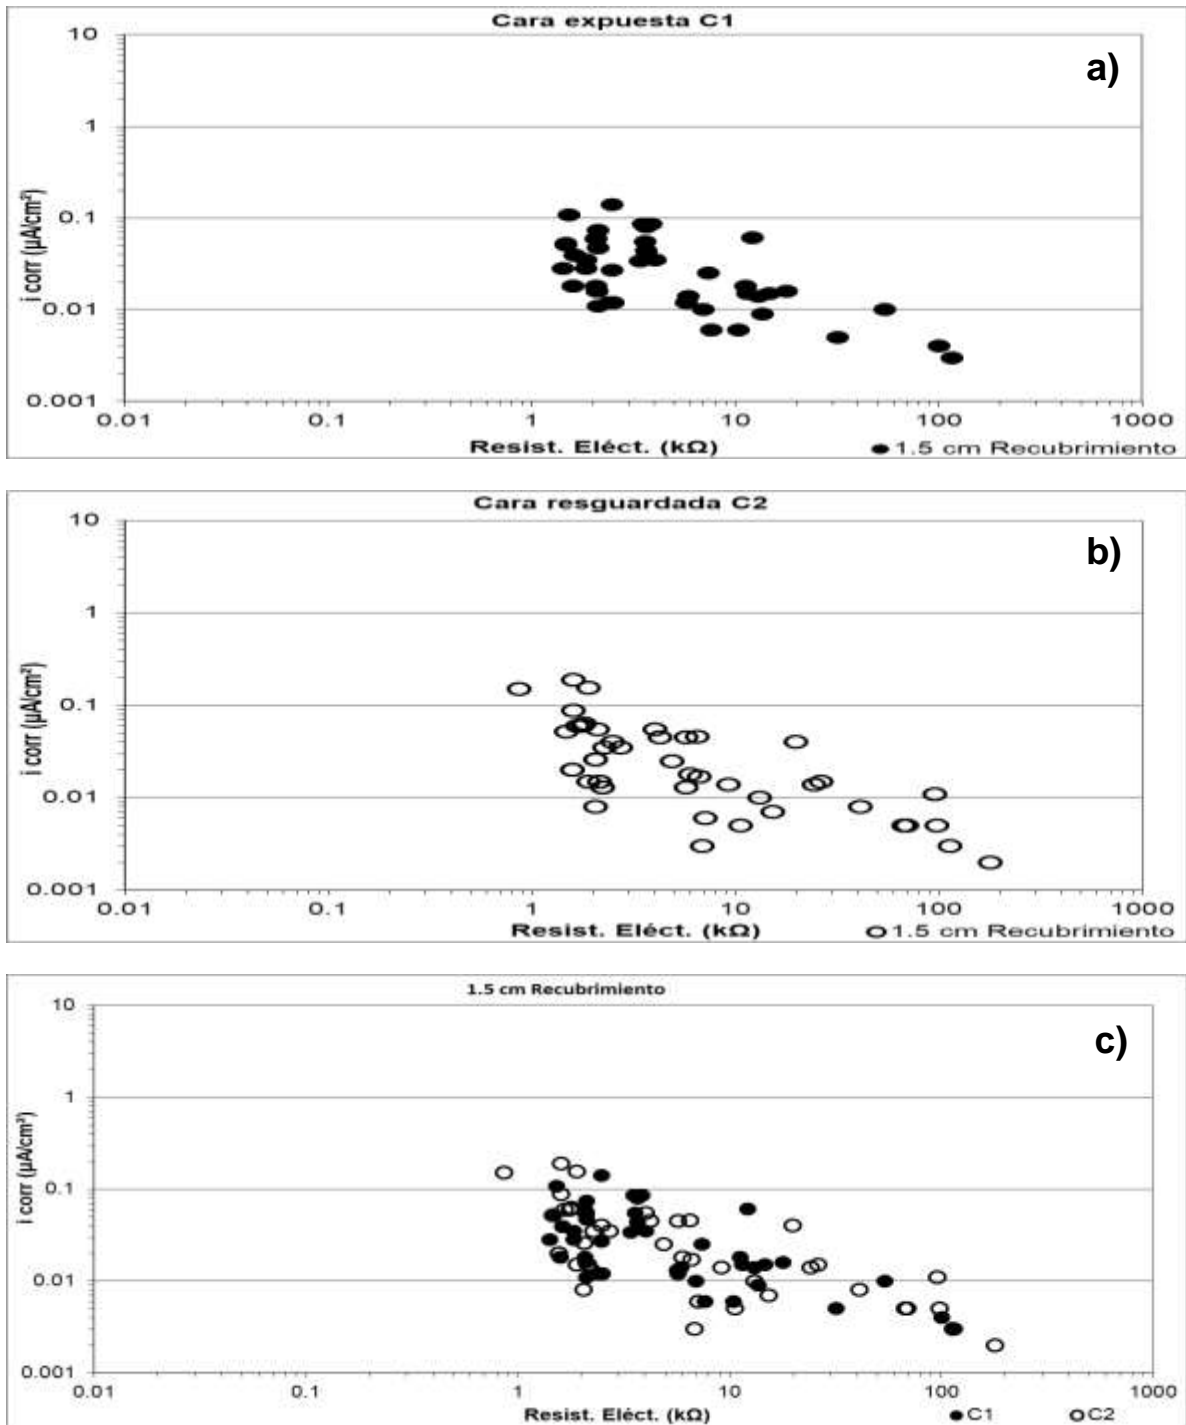 Cara expuesta C1
a)
10
1
0.1
0.01
0.001
i corr (µA/cm²)
0.01 0.1 1 10 100 1000
Resist. Eléct. (kΩ)
1.5 cm Recubrimiento
Cara resguardada C2
b)
10
1
0.1
0.01
0.001
i corr (µA/cm²)
0.01 0.1 1 10 100 1000
Resist. Eléct. (kΩ)
1.5 cm Recubrimiento
1.5 cm Recubrimiento
c)
10
1
0.1
0.01
0.001
i corr (µA/cm²)
0.01 0.1 1 10 100 1000
C1 C2